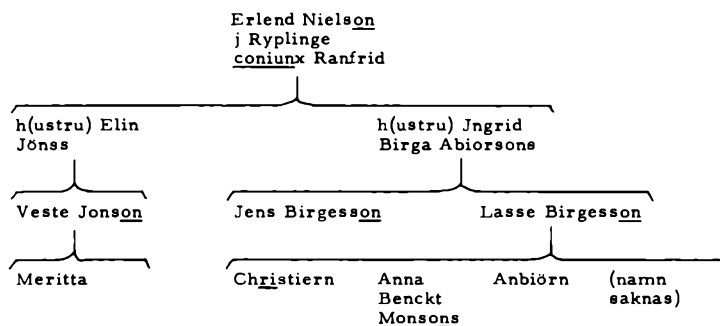 Erlend Nielson
j Ryplinge
coniunx Ranfrid
h(ustru) Elin
Jönss
h(ustru) Jngrid
Birga Abiorsons
Veste Jonson
Jens Birgesson
Lasse Birgesson
Meritta
Christiern
Anna
Benckt
Monsons
Anbiörn
(namn
saknas)